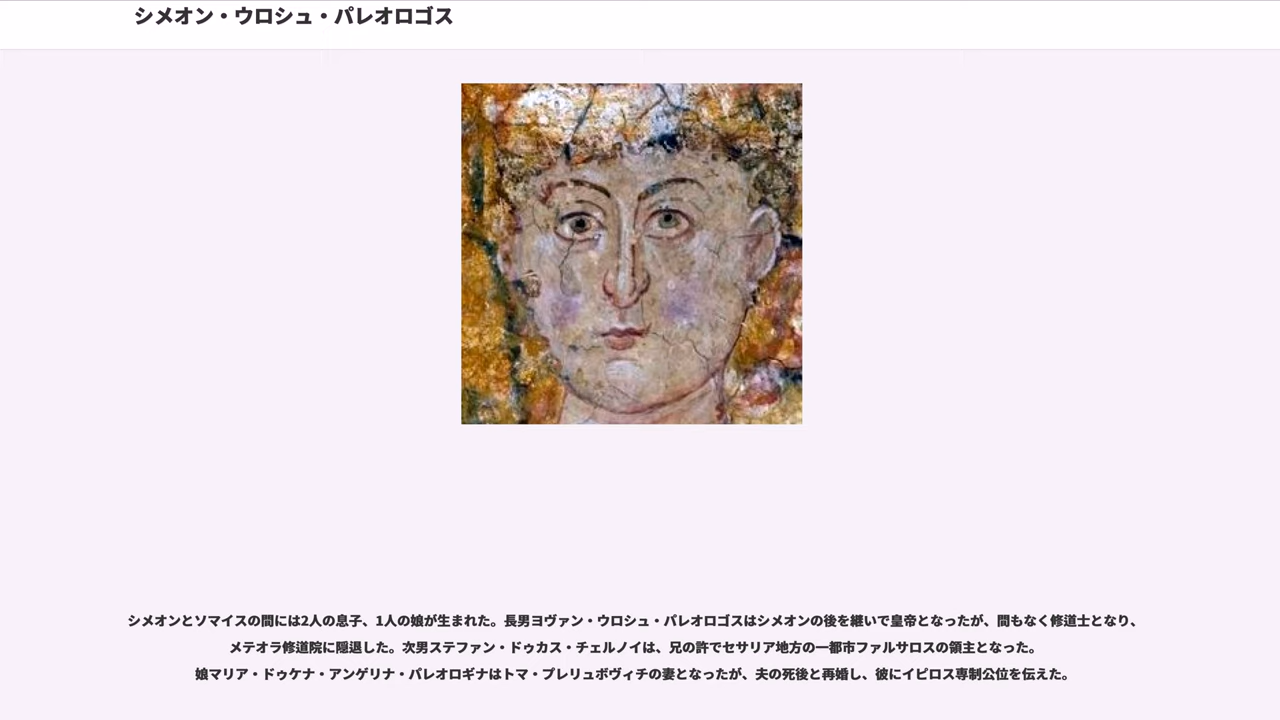 シメオン・ウロシュ・パレオロゴス
シメオンとソマイスの間には2人の息子、1人の娘が生まれた。長男ヨヴァン・ウロシュ・パレオロゴスはシメオンの後を継いで皇帝となったが、間もなく修道士となり、
メテオラ修道院に隠退した。次男ステファン・ドゥカス・チェルノイは、兄の許でセサリア地方の一都市ファルサロスの領主となった。
娘マリア・ドゥケナ・アンゲリナ・パレオロギナはトマ・プレリュボヴィチの妻となったが、夫の死後と再婚し、彼にイピロス専制公位を伝えた。